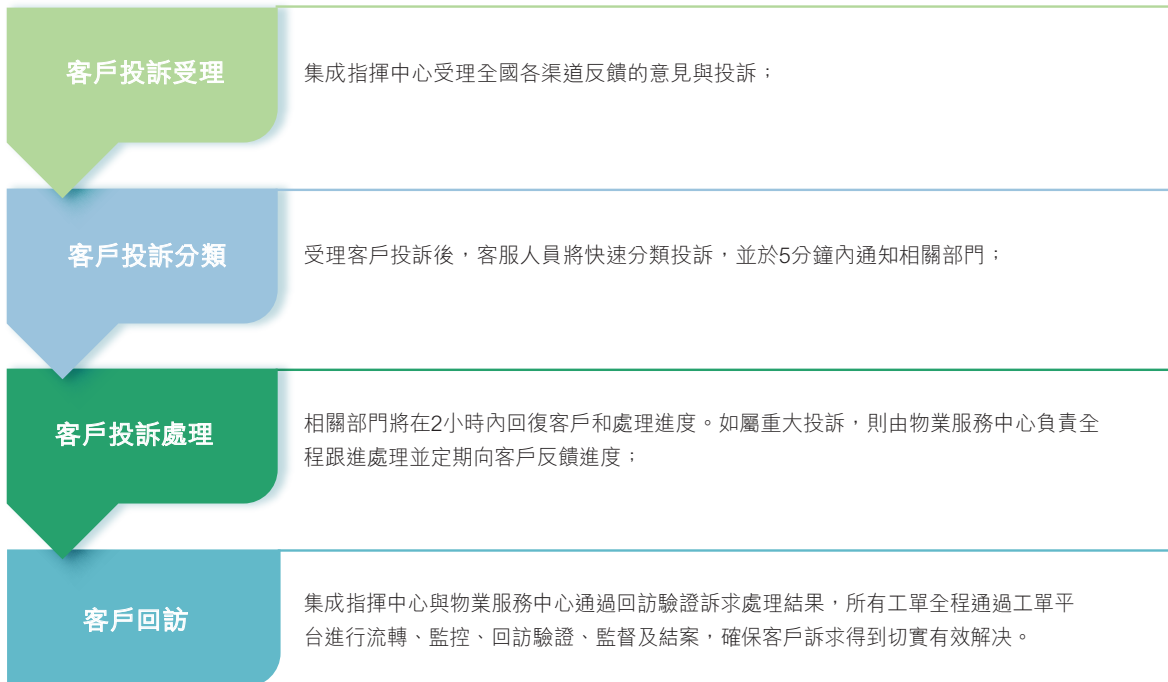 客戶投訴受理
集成指揮中心受理全國各渠道反饋的意見與投訴；
客戶投訴分類
受理客戶投訴後，客服人員將快速分類投訴，並於5分鐘內通知相關部門；
客戶投訴處理
相關部門將在2小時內回復客戶和處理進度。如屬重大投訴，則由物業服務中心負責全
程跟進處理並定期向客戶反饋進度；
客戶回訪
集成指揮中心與物業服務中心通過回訪驗證訴求處理結果，所有工單全程通過工單平
台進行流轉、監控、回訪驗證、監督及結案，確保客戶訴求得到切實有效解決。